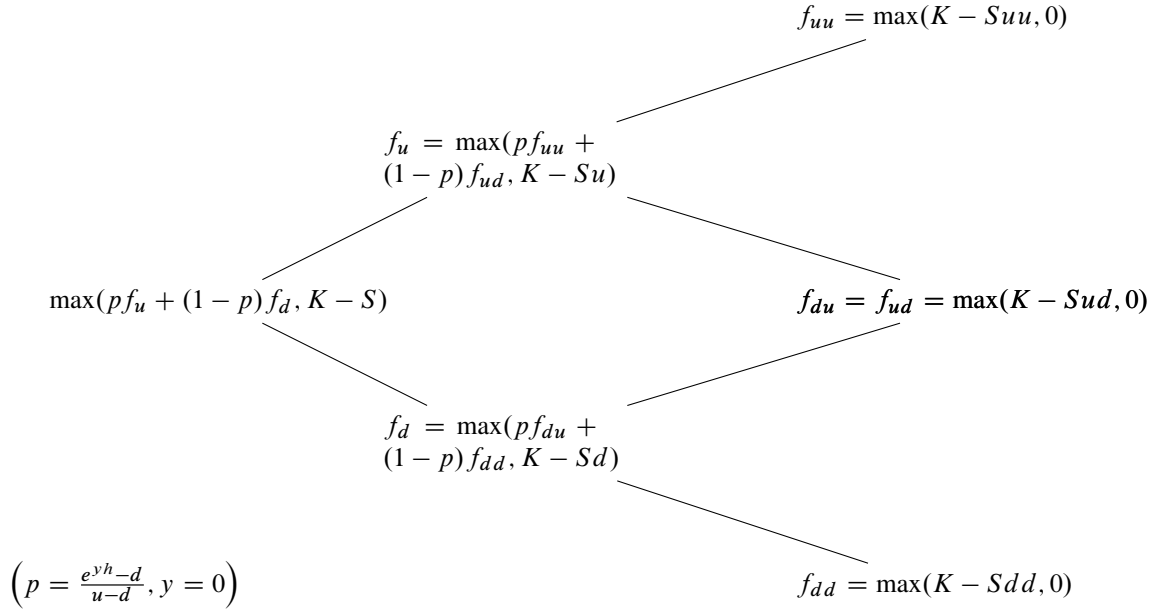 f_{uu} = max(K − Suu, 0)
f_u = max(pf_{uu} +
(1 − p)f_{ud}, K − Su)
max(pf_u + (1 − p)f_d, K − S)
f_{du} = f_{ud} = max(K − Sud, 0)
f_d = max(pf_{du} +
(1 − p)f_{dd}, K − Sd)
(p = \frac{e^{yh}−d}{u−d}, y = 0)
f_{dd} = max(K − Sdd, 0)